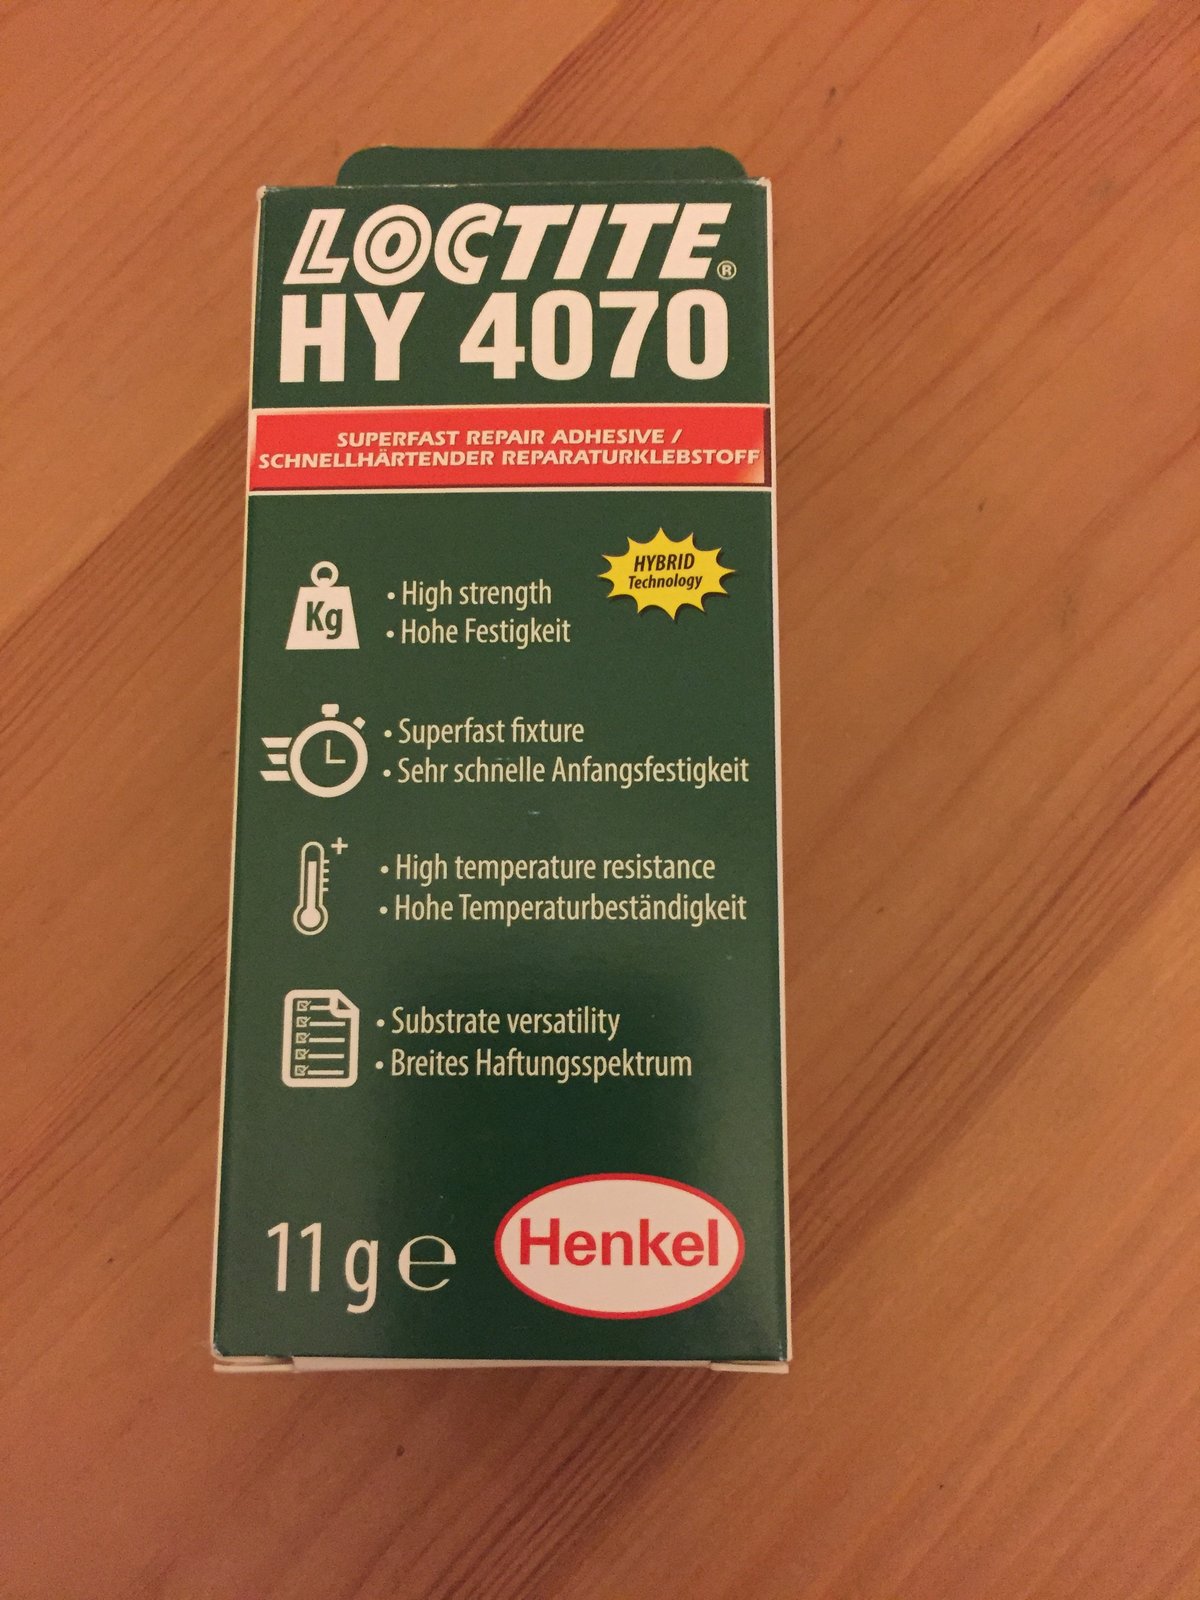 LOCTITE®
HY 4070
SUPERFAST REPAIR ADHESIVE /
SCHNELLHÄRTENDER REPARATURKLEBSTOFF
HYBRID
Technology
Kg
• High strength
• Hohe Festigkeit
• Superfast fixture
• Sehr schnelle Anfangsfestigkeit
+
• High temperature resistance
• Hohe Temperaturbeständigkeit
• Substrate versatility
• Breites Haftungsspektrum
11 g ℮
Henkel